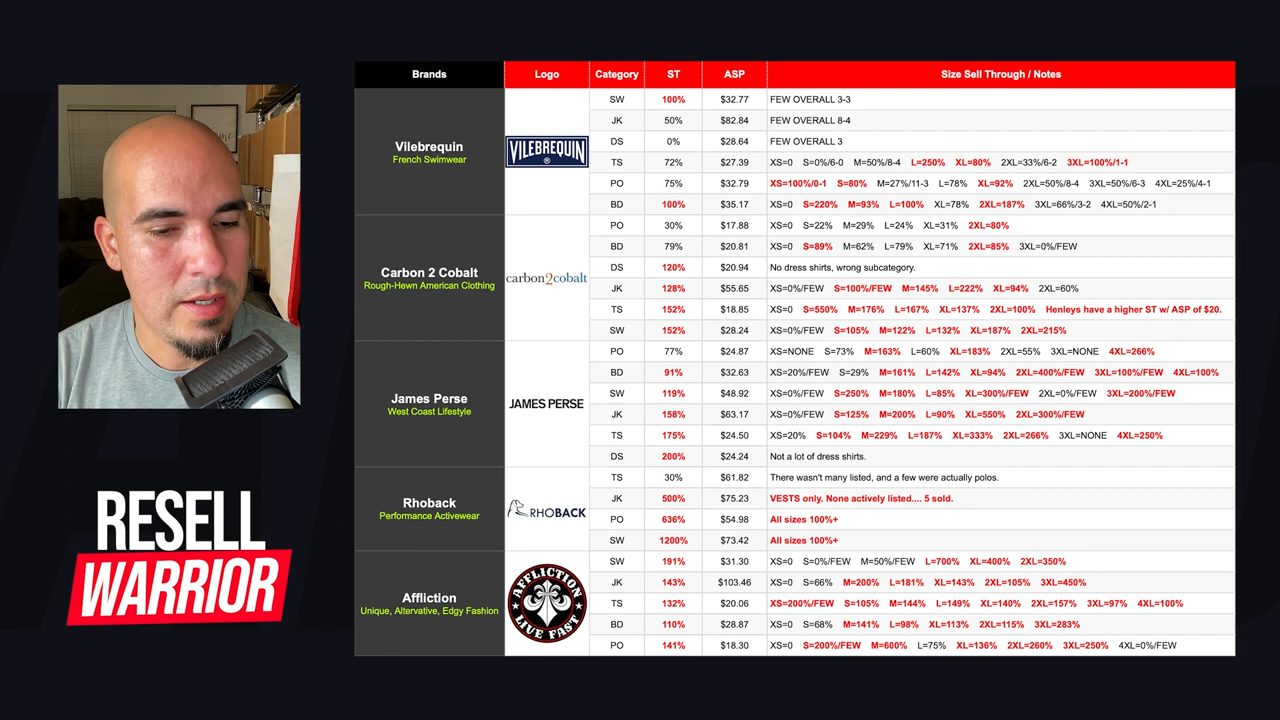 Brands Logo Category ST ASP Size Sell Through / Notes
Vilebrequin
French Swimwear
VILEBREQUIN
®
SW 100% $32.77 FEW OVERALL 3-3
JK 50% $82.84 FEW OVERALL 8-4
DS 0% $28.64 FEW OVERALL 3
TS 72% $27.39 XS=0 S=0%/6-0 M=50%/8-4 L=250% XL=80% 2XL=33%/6-2 3XL=100%/1-1
PO 75% $32.79 XS=100%/0-1 S=80% M=27%/11-3 L=78% XL=92% 2XL=50%/8-4 3XL=50%/6-3 4XL=25%/4-1
BD 100% $35.17 XS=0 S=220% M=93% L=100% XL=78% 2XL=187% 3XL=66%/3-2 4XL=50%/2-1
Carbon 2 Cobalt
Rough-Hewn American Clothing
carbon2cobalt
PO 30% $17.88 XS=0 S=22% M=29% L=24% XL=31% 2XL=80%
BD 79% $20.81 XS=0 S=89% M=62% L=79% XL=71% 2XL=85% 3XL=0%/FEW
DS 120% $20.94 No dress shirts, wrong subcategory.
JK 128% $55.65 XS=0%/FEW S=100%/FEW M=145% L=222% XL=94% 2XL=60%
TS 152% $18.85 XS=0 S=550% M=176% L=167% XL=137% 2XL=100% Henleys have a higher ST w/ ASP of $20.
SW 152% $28.24 XS=0%/FEW S=105% M=122% L=132% XL=187% 2XL=215%
James Perse
West Coast Lifestyle
JAMES PERSE
PO 77% $24.87 XS=NONE S=73% M=163% L=60% XL=183% 2XL=55% 3XL=NONE 4XL=266%
BD 91% $32.63 XS=20%/FEW S=29% M=161% L=142% XL=94% 2XL=400%/FEW 3XL=100%/FEW 4XL=100%
SW 119% $48.92 XS=0%/FEW S=250% M=180% L=85% XL=300%/FEW 2XL=0%/FEW 3XL=200%/FEW
JK 158% $63.17 XS=0%/FEW S=125% M=200% L=90% XL=550% 2XL=300%/FEW
TS 175% $24.50 XS=20% S=104% M=229% L=187% XL=333% 2XL=266% 3XL=NONE 4XL=250%
DS 200% $24.24 Not a lot of dress shirts.
Rhoback
Performance Activewear
RHOBACK
TS 30% $61.82 There wasn't many listed, and a few were actually polos.
JK 500% $75.23 VESTS only. None actively listed.... 5 sold.
PO 636% $54.98 All sizes 100%+
SW 1200% $73.42 All sizes 100%+
Affliction
Unique, Altervative, Edgy Fashion
AFFLICTION
LIVE FAST
SW 191% $31.30 XS=0 S=0%/FEW M=50%/FEW L=700% XL=400% 2XL=350%
JK 143% $103.46 XS=0 S=66% M=200% L=181% XL=143% 2XL=105% 3XL=450%
TS 132% $20.06 XS=200%/FEW S=105% M=144% L=149% XL=140% 2XL=157% 3XL=97% 4XL=100%
BD 110% $28.87 XS=0 S=68% M=141% L=98% XL=113% 2XL=115% 3XL=283%
PO 141% $18.30 XS=0 S=200%/FEW M=600% L=75% XL=136% 2XL=260% 3XL=250% 4XL=0%/FEW
RESELL
WARRIOR